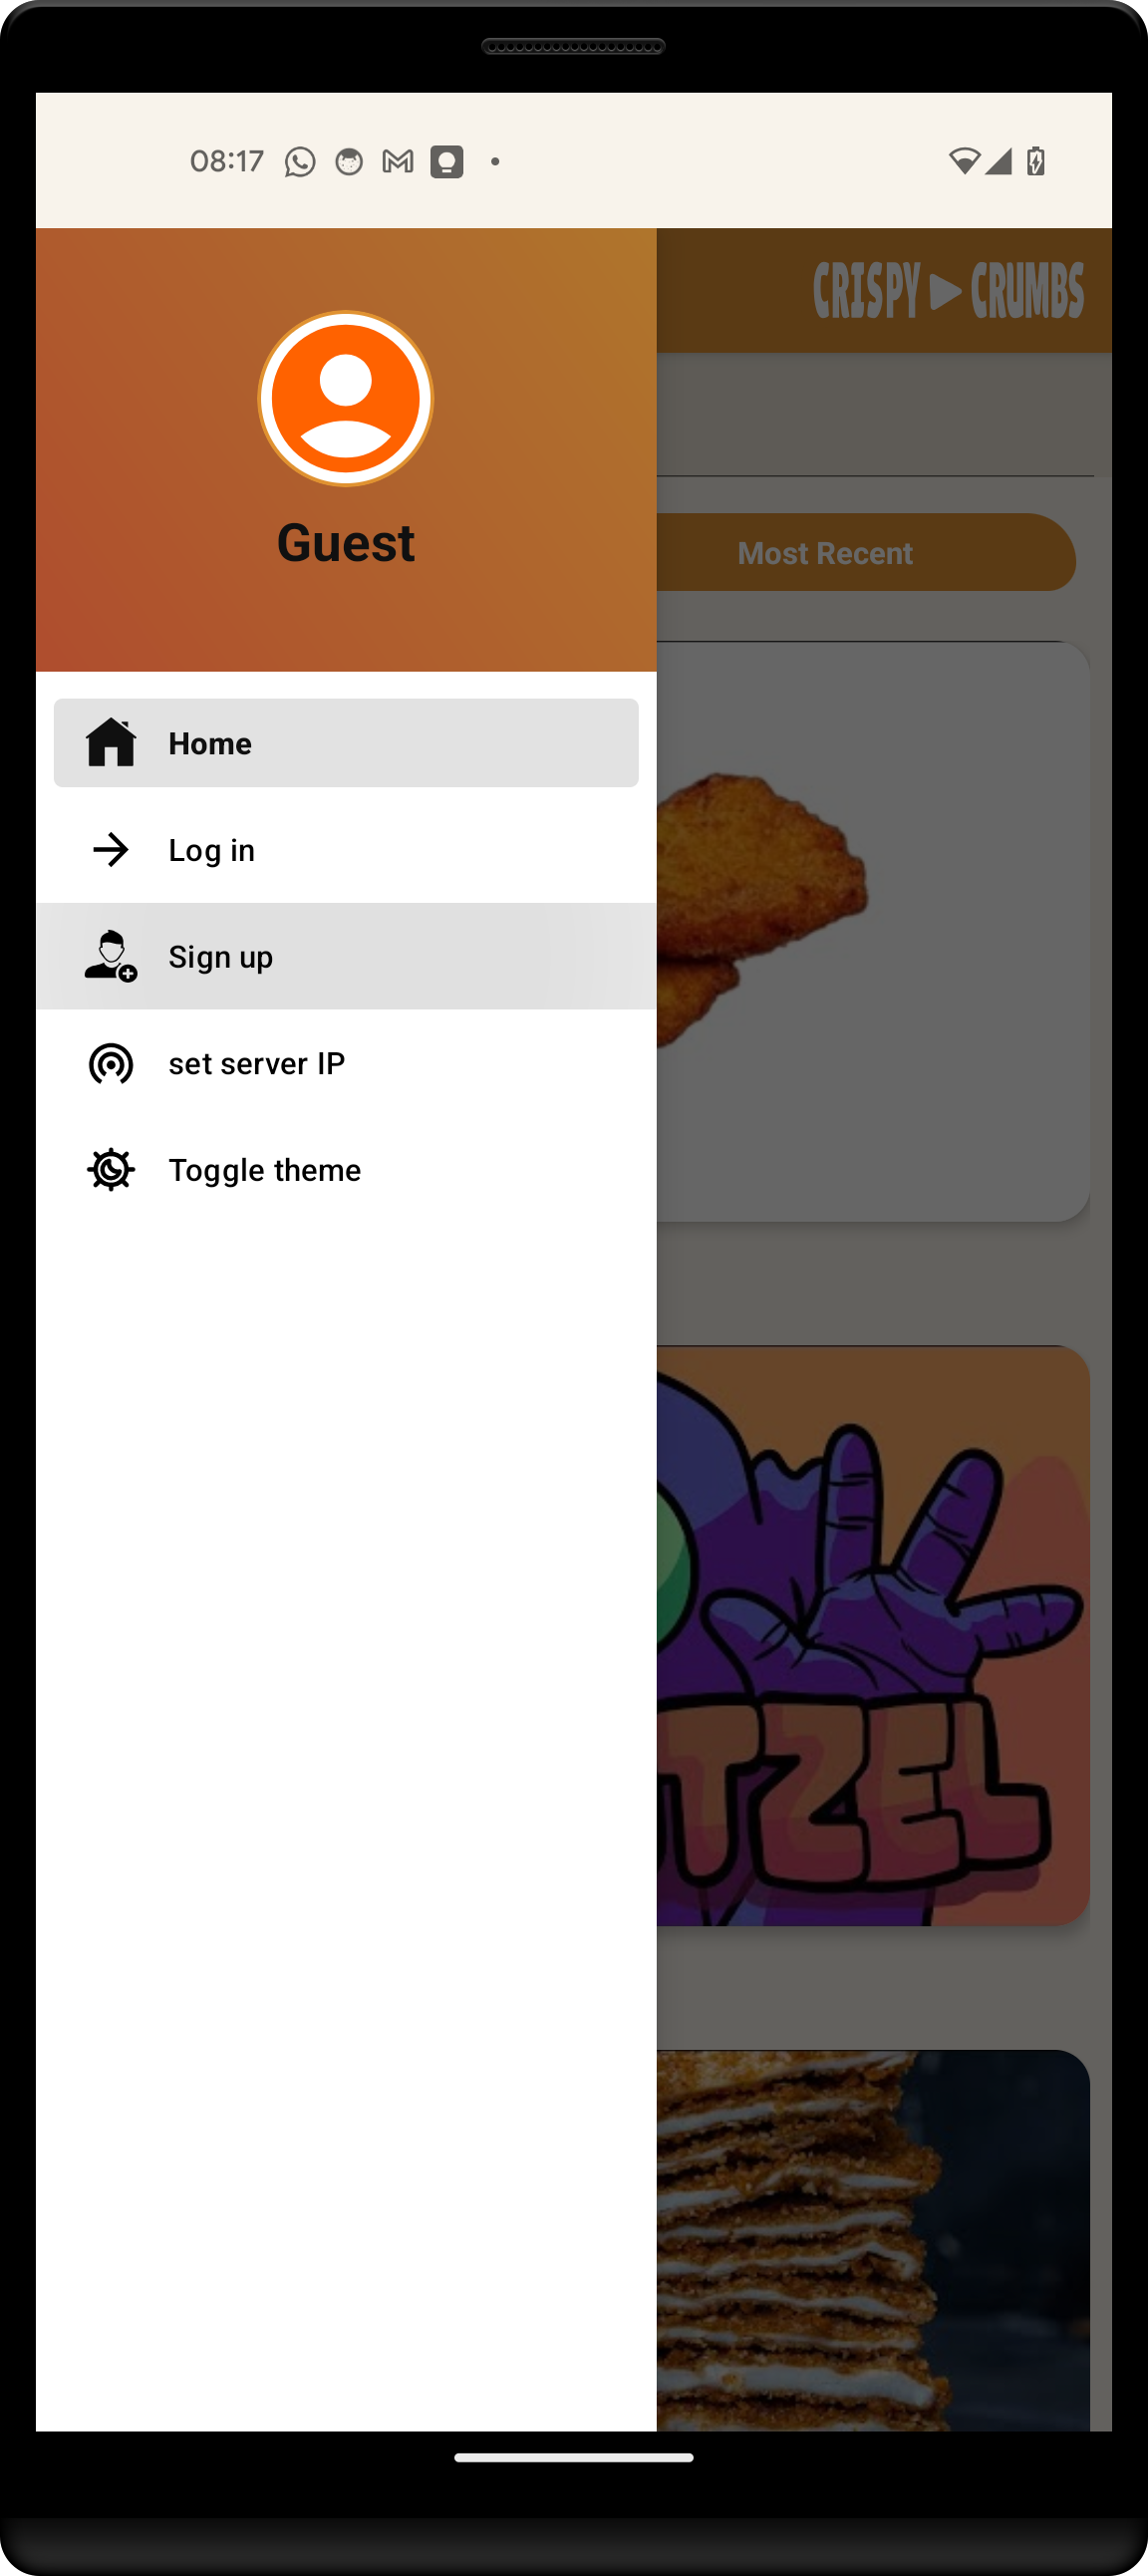 08:17
CRISPY CRUMBS
Guest
Most Recent
Home
Log in
Sign up
set server IP
Toggle theme
TZEL